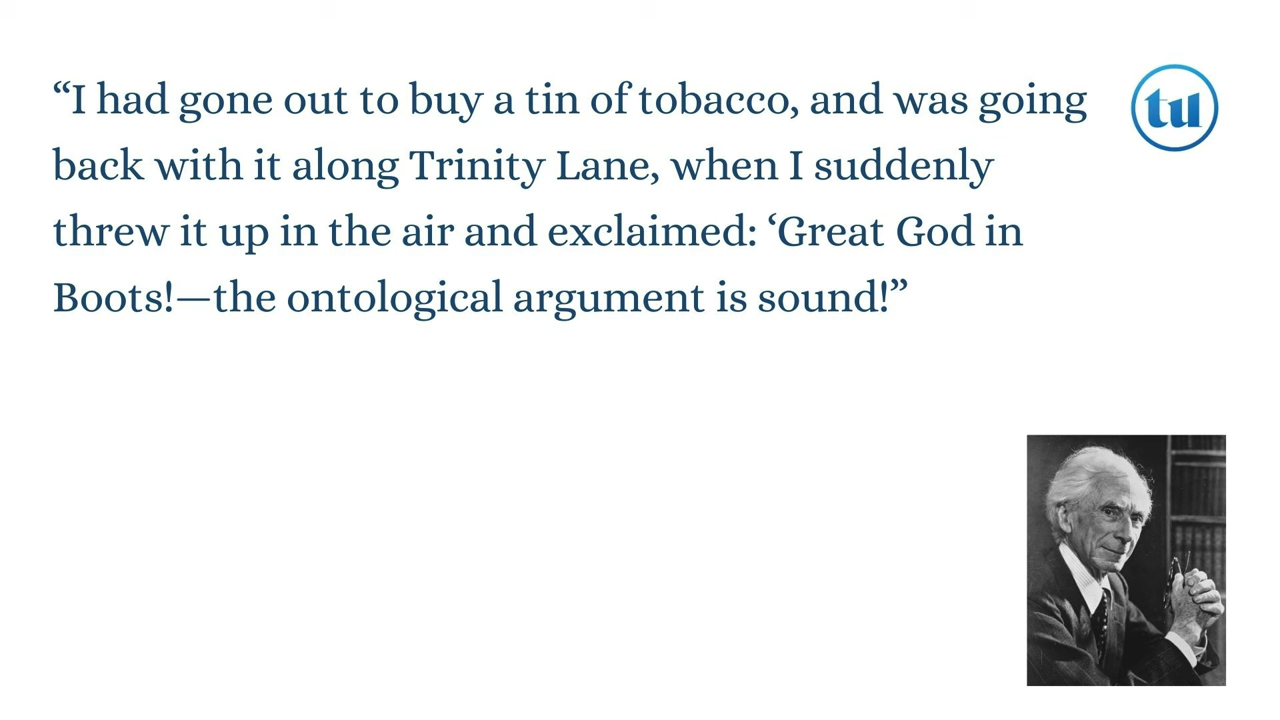 “I had gone out to buy a tin of tobacco, and was going
back with it along Trinity Lane, when I suddenly
threw it up in the air and exclaimed: ‘Great God in
Boots!—the ontological argument is sound!”
tu